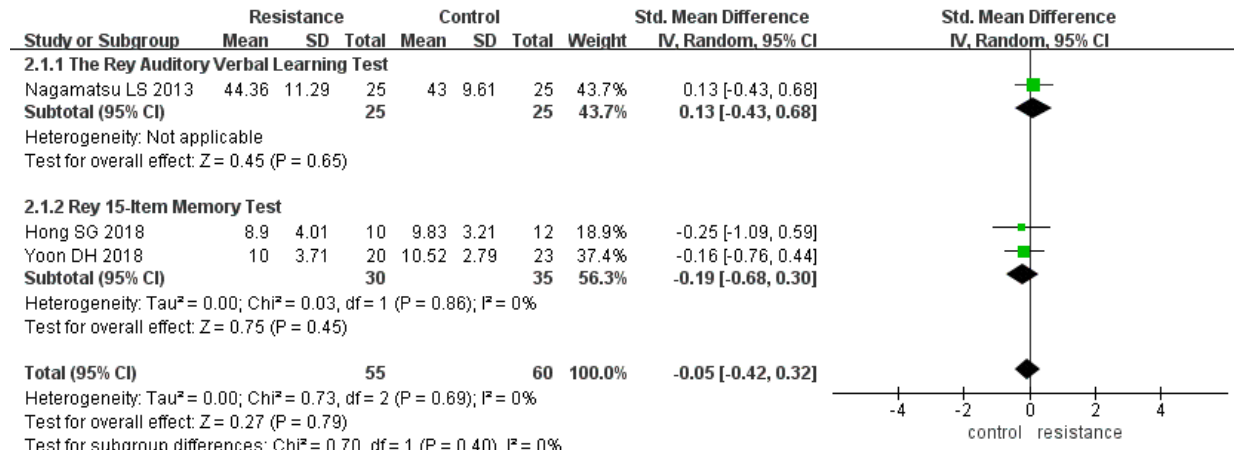 Resistance Control Std. Mean Difference Std. Mean Difference
Study or Subgroup Mean SD Total Mean SD Total Weight IV, Random, 95% CI IV, Random, 95% CI
2.1.1 The Rey Auditory Verbal Learning Test
Nagamatsu LS 2013 44.36 11.29 25 43 9.61 25 43.7% 0.13 [-0.43, 0.68]
Subtotal (95% CI) 25 25 43.7% 0.13 [-0.43, 0.68]
Heterogeneity: Not applicable
Test for overall effect: Z = 0.45 (P = 0.65)
2.1.2 Rey 15-Item Memory Test
Hong SG 2018 8.9 4.01 10 9.83 3.21 12 18.9% -0.25 [-1.09, 0.59]
Yoon DH 2018 10 3.71 20 10.52 2.79 23 37.4% -0.16 [-0.76, 0.44]
Subtotal (95% CI) 30 35 56.3% -0.19 [-0.68, 0.30]
Heterogeneity: Tau² = 0.00; Chi² = 0.03, df = 1 (P = 0.86); I² = 0%
Test for overall effect: Z = 0.75 (P = 0.45)
Total (95% CI) 55 60 100.0% -0.05 [-0.42, 0.32]
Heterogeneity: Tau² = 0.00; Chi² = 0.73, df = 2 (P = 0.69); I² = 0%
Test for overall effect: Z = 0.27 (P = 0.79)
Test for subgroup differences: Chi² = 0.70, df = 1 (P = 0.40), I² = 0%
-4 -2 0 2 4
control resistance